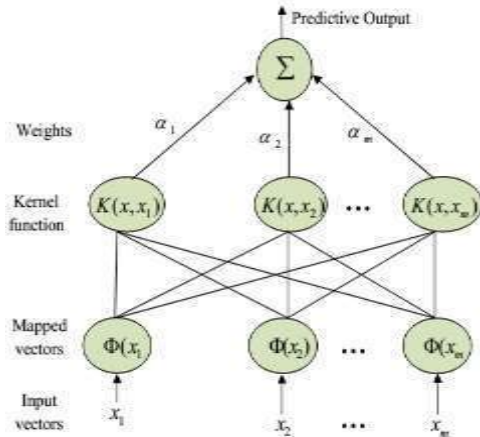 Predictive Output
Σ
Weights α₁ α₂ αₘ
Kernel function K(x,x₁) K(x,x₂) ... K(x,xₘ)
Mapped vectors Φ(x₁ Φ(x₂) ... Φ(xₘ
Input vectors x₁ x₂ ... xₘ